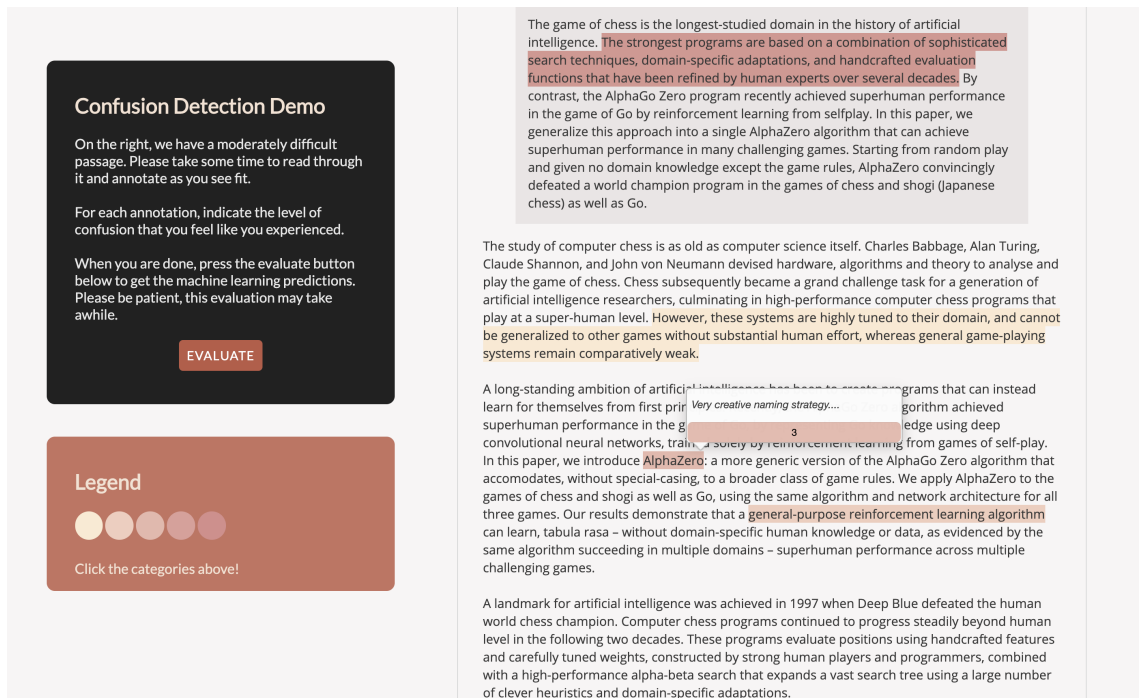 Confusion Detection Demo
On the right, we have a moderately difficult
passage. Please take some time to read through
it and annotate as you see fit.
For each annotation, indicate the level of
confusion that you feel like you experienced.
When you are done, press the evaluate button
below to get the machine learning predictions.
Please be patient, this evaluation may take
awhile.
EVALUATE
Legend
Click the categories above!
The game of chess is the longest-studied domain in the history of artificial
intelligence. The strongest programs are based on a combination of sophisticated
search techniques, domain-specific adaptations, and handcrafted evaluation
functions that have been refined by human experts over several decades. By
contrast, the AlphaGo Zero program recently achieved superhuman performance
in the game of Go by reinforcement learning from selfplay. In this paper, we
generalize this approach into a single AlphaZero algorithm that can achieve
superhuman performance in many challenging games. Starting from random play
and given no domain knowledge except the game rules, AlphaZero convincingly
defeated a world champion program in the games of chess and shogi (Japanese
chess) as well as Go.
The study of computer chess is as old as computer science itself. Charles Babbage, Alan Turing,
Claude Shannon, and John von Neumann devised hardware, algorithms and theory to analyse and
play the game of chess. Chess subsequently became a grand challenge task for a generation of
artificial intelligence researchers, culminating in high-performance computer chess programs that
play at a super-human level. However, these systems are highly tuned to their domain, and cannot
be generalized to other games without substantial human effort, whereas general game-playing
systems remain comparatively weak.
A long-standing ambition of artificial intelligence has been to create programs that can instead
learn for themselves from first algorithm achieved
superhuman performance in the using deep
convolutional neural networks, solely by reinforcement learning from games of self-play.
Very creative naming strategy....
3
In this paper, we introduce AlphaZero: a more generic version of the AlphaGo Zero algorithm that
accomodates, without special-casing, to a broader class of game rules. We apply AlphaZero to the
games of chess and shogi as well as Go, using the same algorithm and network architecture for all
three games. Our results demonstrate that a general-purpose reinforcement learning algorithm
can learn, tabula rasa – without domain-specific human knowledge or data, as evidenced by the
same algorithm succeeding in multiple domains – superhuman performance across multiple
challenging games.
A landmark for artificial intelligence was achieved in 1997 when Deep Blue defeated the human
world chess champion. Computer chess programs continued to progress steadily beyond human
level in the following two decades. These programs evaluate positions using handcrafted features
and carefully tuned weights, constructed by strong human players and programmers, combined
with a high-performance alpha-beta search that expands a vast search tree using a large number
of clever heuristics and domain-specific adaptations.